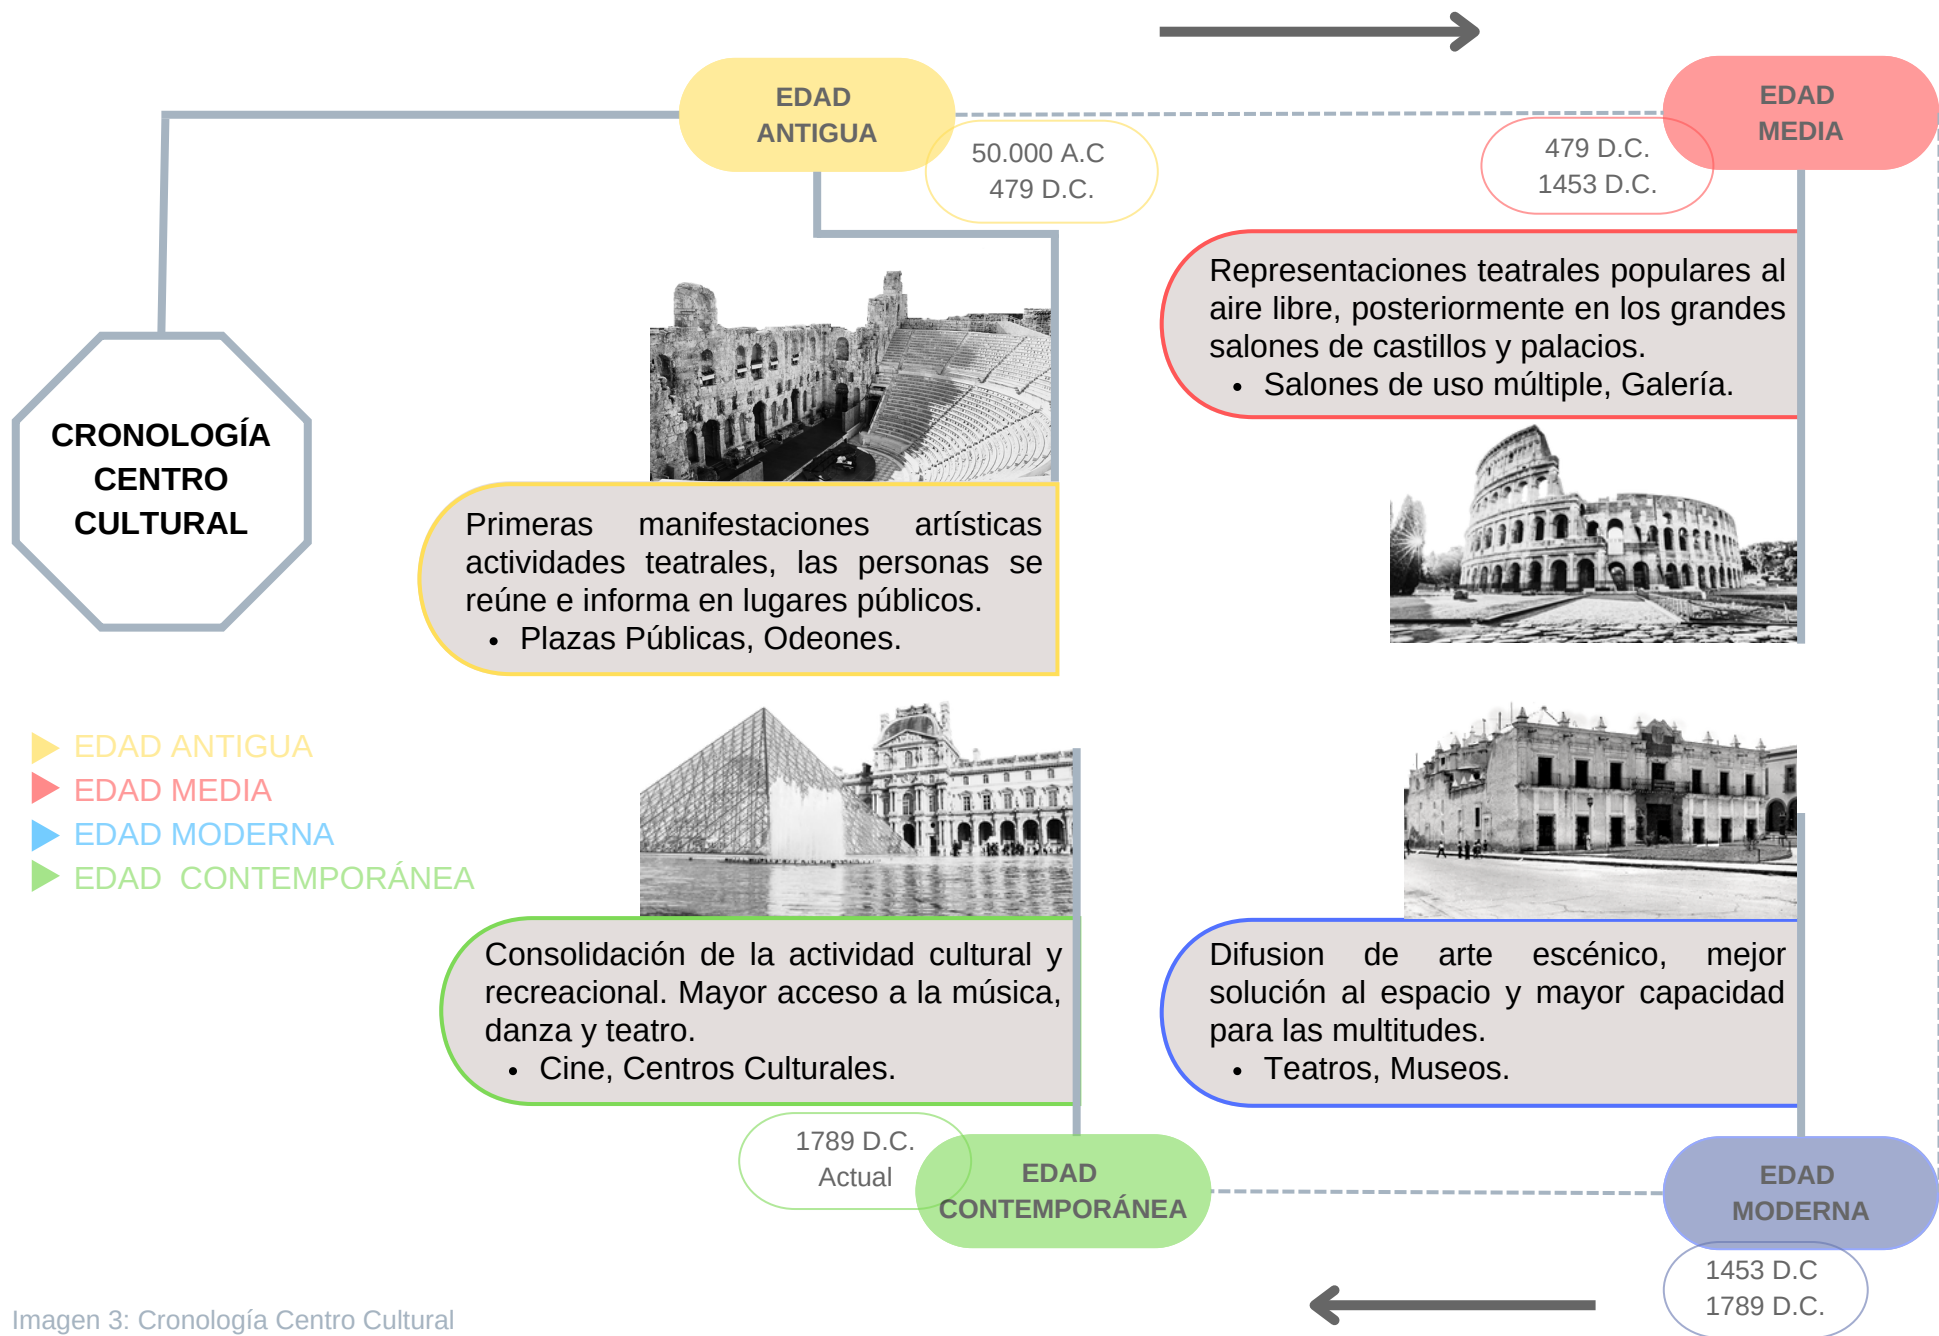 EDAD
ANTIGUA
50.000 A.C
479 D.C.
EDAD
MEDIA
479 D.C.
1453 D.C.
Representaciones teatrales populares al
aire libre, posteriormente en los grandes
salones de castillos y palacios.
• Salones de uso múltiple, Galería.
CRONOLOGÍA
CENTRO
CULTURAL
Primeras manifestaciones artísticas
actividades teatrales, las personas se
reúne e informa en lugares públicos.
• Plazas Públicas, Odeones.
EDAD ANTIGUA
EDAD MEDIA
EDAD MODERNA
EDAD CONTEMPORÁNEA
Consolidación de la actividad cultural y
recreacional. Mayor acceso a la música,
danza y teatro.
• Cine, Centros Culturales.
Difusion de arte escénico, mejor
solución al espacio y mayor capacidad
para las multitudes.
• Teatros, Museos.
1789 D.C.
Actual
EDAD
CONTEMPORÁNEA
EDAD
MODERNA
1453 D.C
1789 D.C.
Imagen 3: Cronología Centro Cultural